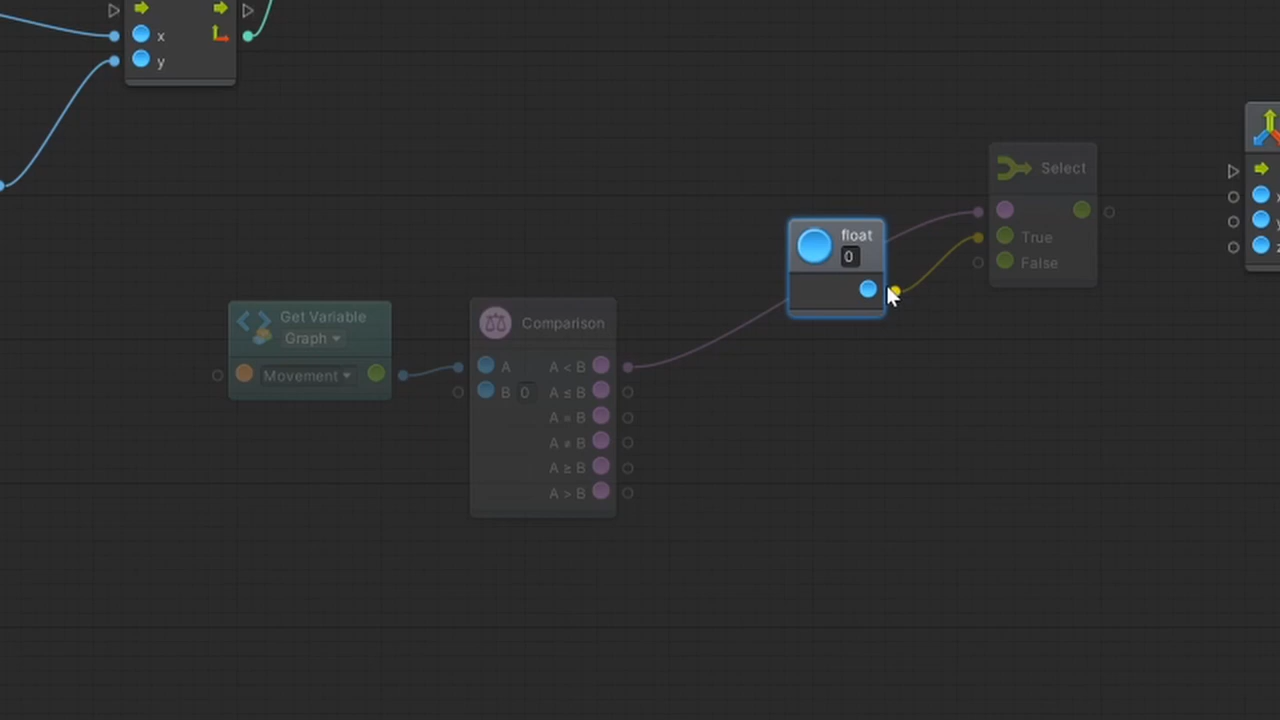 x
y
Select
True
False
float
0
Get Variable
Graph
Movement
Comparison
A A < B
B 0 A ≤ B
A = B
A ≠ B
A ≥ B
A > B